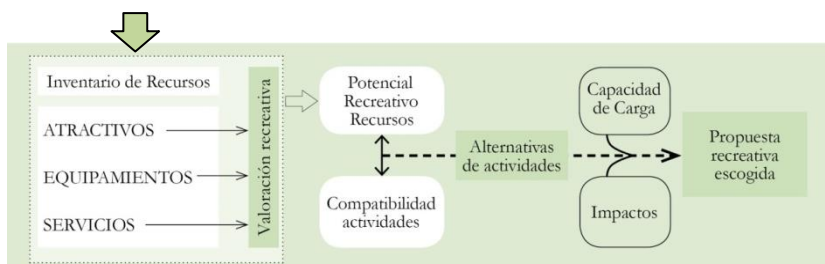 Inventario de Recursos
ATRACTIVOS
EQUIPAMIENTOS
SERVICIOS
Valoración recreativa
Potencial
Recreativo
Recursos
Compatibilidad
actividades
Alternativas
de actividades
Capacidad
de Carga
Impactos
Propuesta
recreativa
escogida